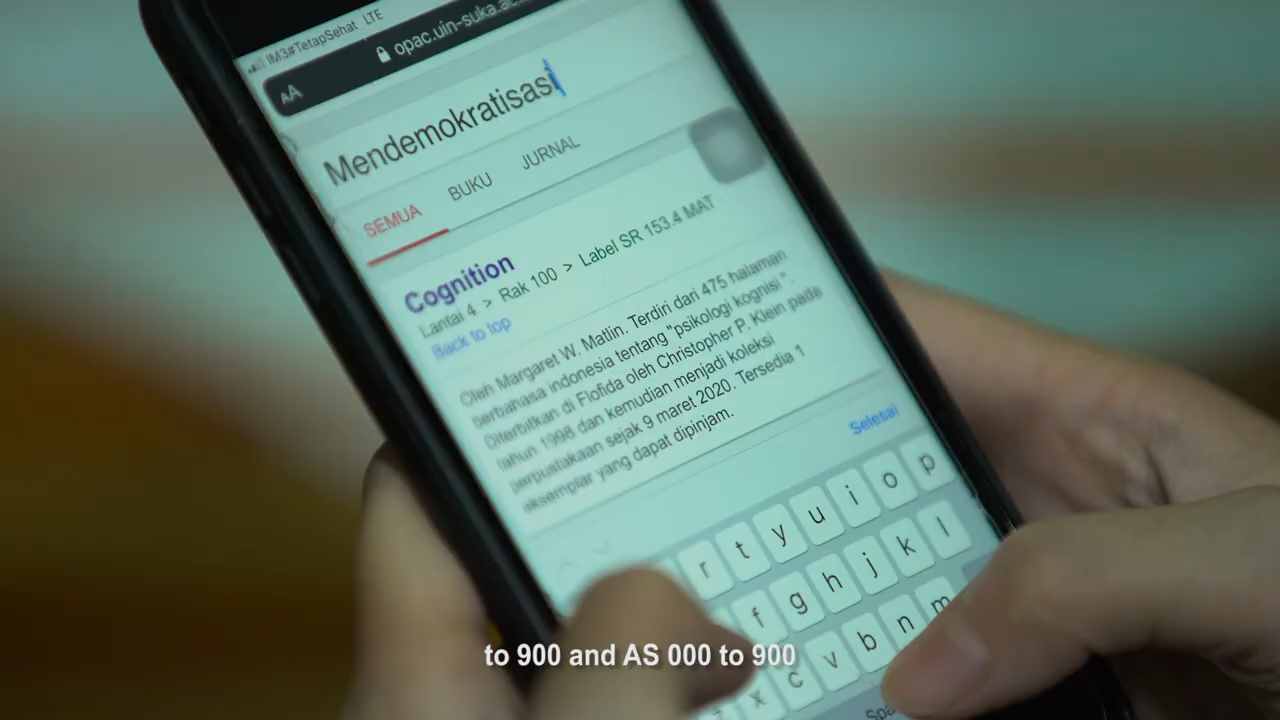 IM3#TetapSehat LTE
AA opac.uin-suka.ac
Mendemokratisasi
SEMUA BUKU JURNAL
Cognition
Lantai 4 > Rak 100 > Label SR 153.4 MAT
Back to top
Oleh Margaret W. Matlin. Terdiri dari 475 halaman
berbahasa indonesia tentang "psikologi kognisi".
Diterbitkan di Flofida oleh Christopher P. Klein pada
tahun 1998 dan kemudian menjadi koleksi
perpustakaan sejak 9 maret 2020. Tersedia 1
eksemplar yang dapat dipinjam.
Selesai
r t y u i o p
f g h j k l
x c v b n m
to 900 and AS 000 to 900